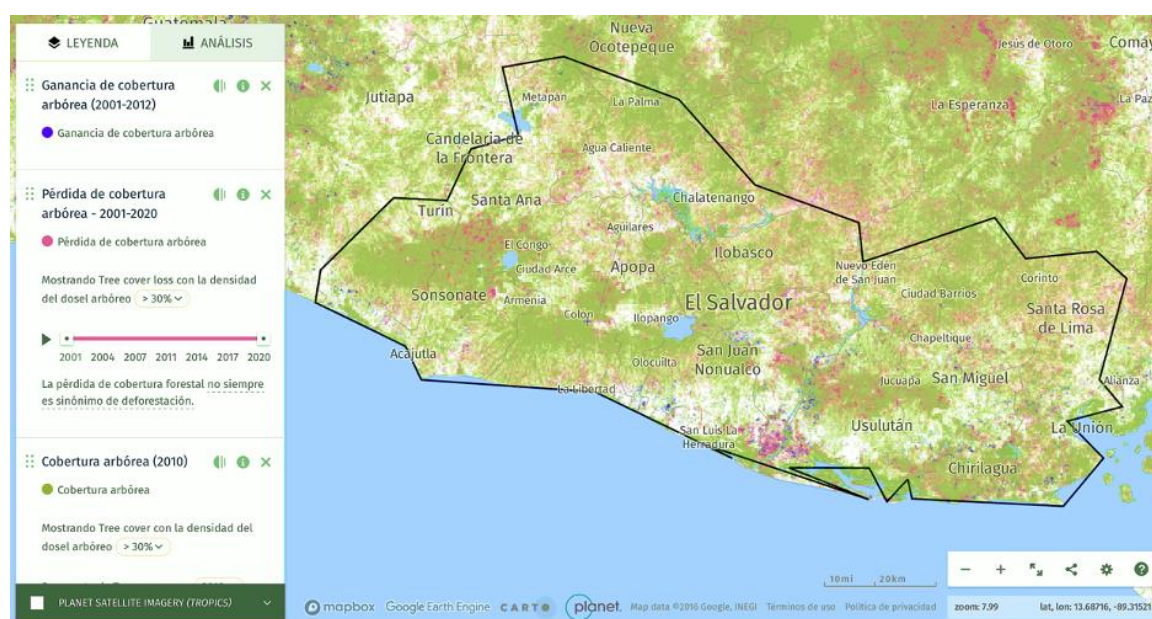 LEYENDA
ANÁLISIS
Ganancia de cobertura
arbórea (2001-2012)
Ganancia de cobertura arbórea
Pérdida de cobertura
arbórea - 2001-2020
Pérdida de cobertura arbórea
Mostrando Tree cover loss con la densidad
del dosel arbóreo > 30%
2001 2004 2007 2011 2014 2017 2020
La pérdida de cobertura forestal no siempre
es sinónimo de deforestación.
Cobertura arbórea (2010)
Cobertura arbórea
Mostrando Tree cover con la densidad del
dosel arbóreo > 30%
PLANET SATELLITE IMAGERY (TROPICS)
Guatemala
Nueva
Ocotepeque
Jesús de Otoro
Jutiapa
Metapán
La Palma
La Esperanza
La Paz
Candelaria de
la Frontera
Agua Caliente
Turín
Santa Ana
Chalatenango
Aguilares
El Congo
Ilobasco
Ciudad Arce
Apopa
Nuevo Edén
de San Juan
Corinto
Sonsonate
Armenia
El Salvador
Ciudad Barrios
Santa Rosa
de Lima
Colón
Ilopango
Chapeltique
Acajutla
Olocuilta
San Juan
Nonualco
Jucuapa
San Miguel
Alianza
La Libertad
San Luis La
Herradura
Usulután
La Unión
Chirilagua
10mi 20km
mapbox Google Earth Engine CARTO planet. Map data ©2016 Google, INEGI Términos de uso Política de privacidad
zoom: 7.99 lat, lon: 13.68716, -89.31521